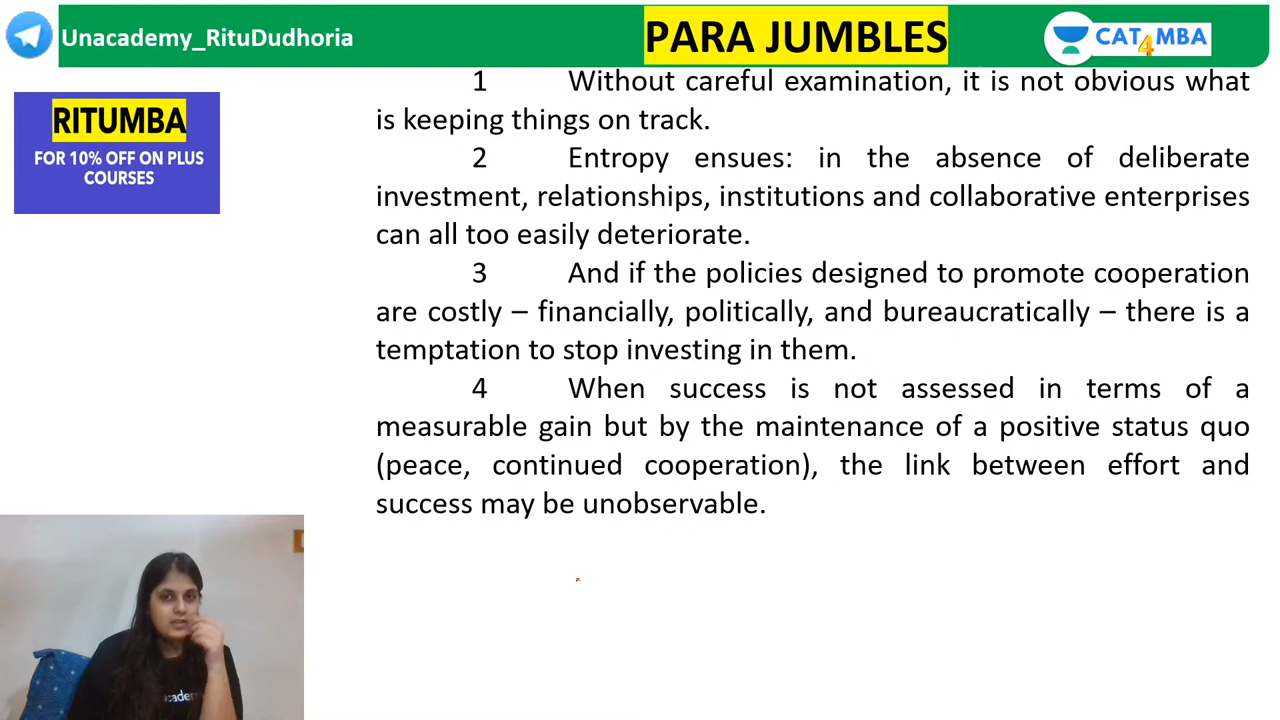 Unacademy_RituDudhoria
PARA JUMBLES
CAT4MBA
RITUMBA
FOR 10% OFF ON PLUS
COURSES
1 Without careful examination, it is not obvious what
is keeping things on track.
2 Entropy ensues: in the absence of deliberate
investment, relationships, institutions and collaborative enterprises
can all too easily deteriorate.
3 And if the policies designed to promote cooperation
are costly – financially, politically, and bureaucratically – there is a
temptation to stop investing in them.
4 When success is not assessed in terms of a
measurable gain but by the maintenance of a positive status quo
(peace, continued cooperation), the link between effort and
success may be unobservable.